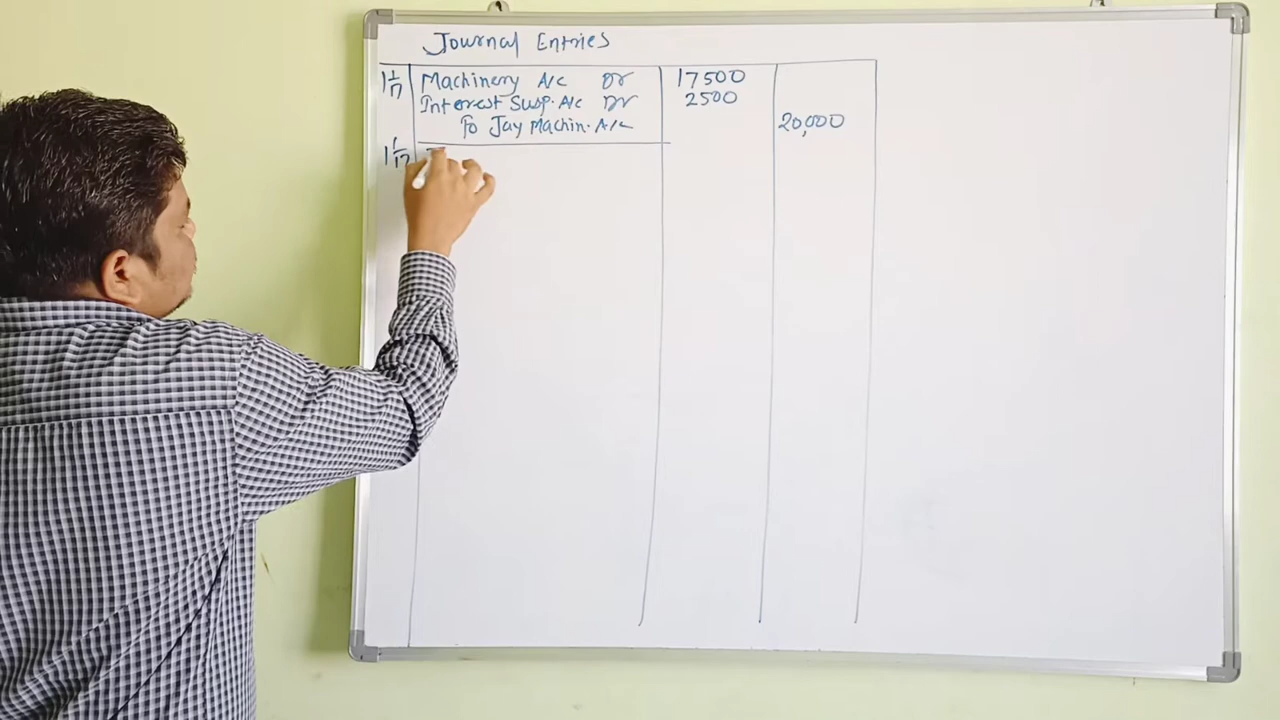 Journal Entries
1/1/17 Machinery A/c Dr 17500
Interest Susp. A/c Dr 2500
To Jay Machin. A/c 20,000
1/1/17